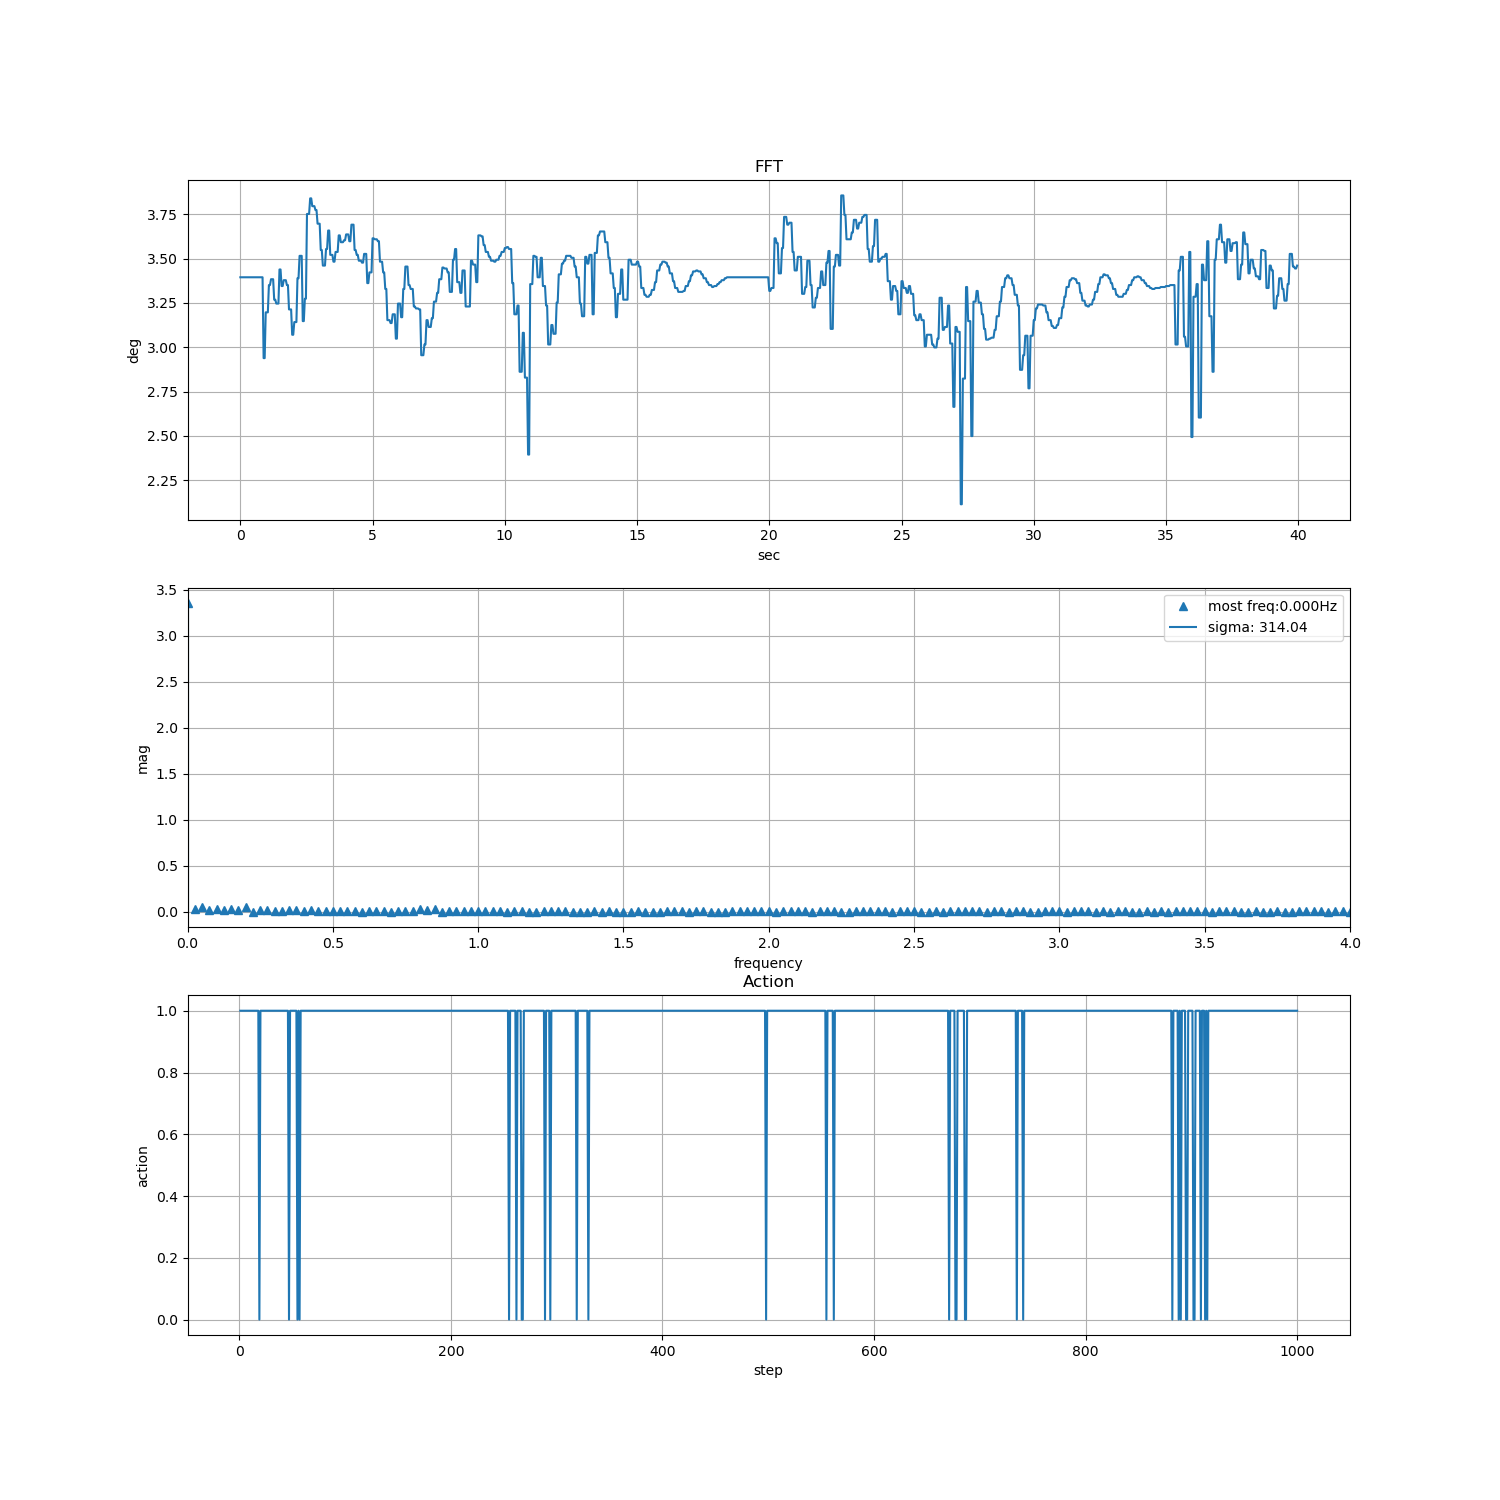 FFT
3.75
3.50
3.25
3.00
2.75
2.50
2.25
deg
0 5 10 15 20 25 30 35 40
sec
3.5
3.0
2.5
2.0
1.5
1.0
0.5
0.0
mag
most freq:0.000Hz
sigma: 314.04
0.0 0.5 1.0 1.5 2.0 2.5 3.0 3.5 4.0
frequency
Action
1.0
0.8
0.6
0.4
0.2
0.0
action
0 200 400 600 800 1000
step